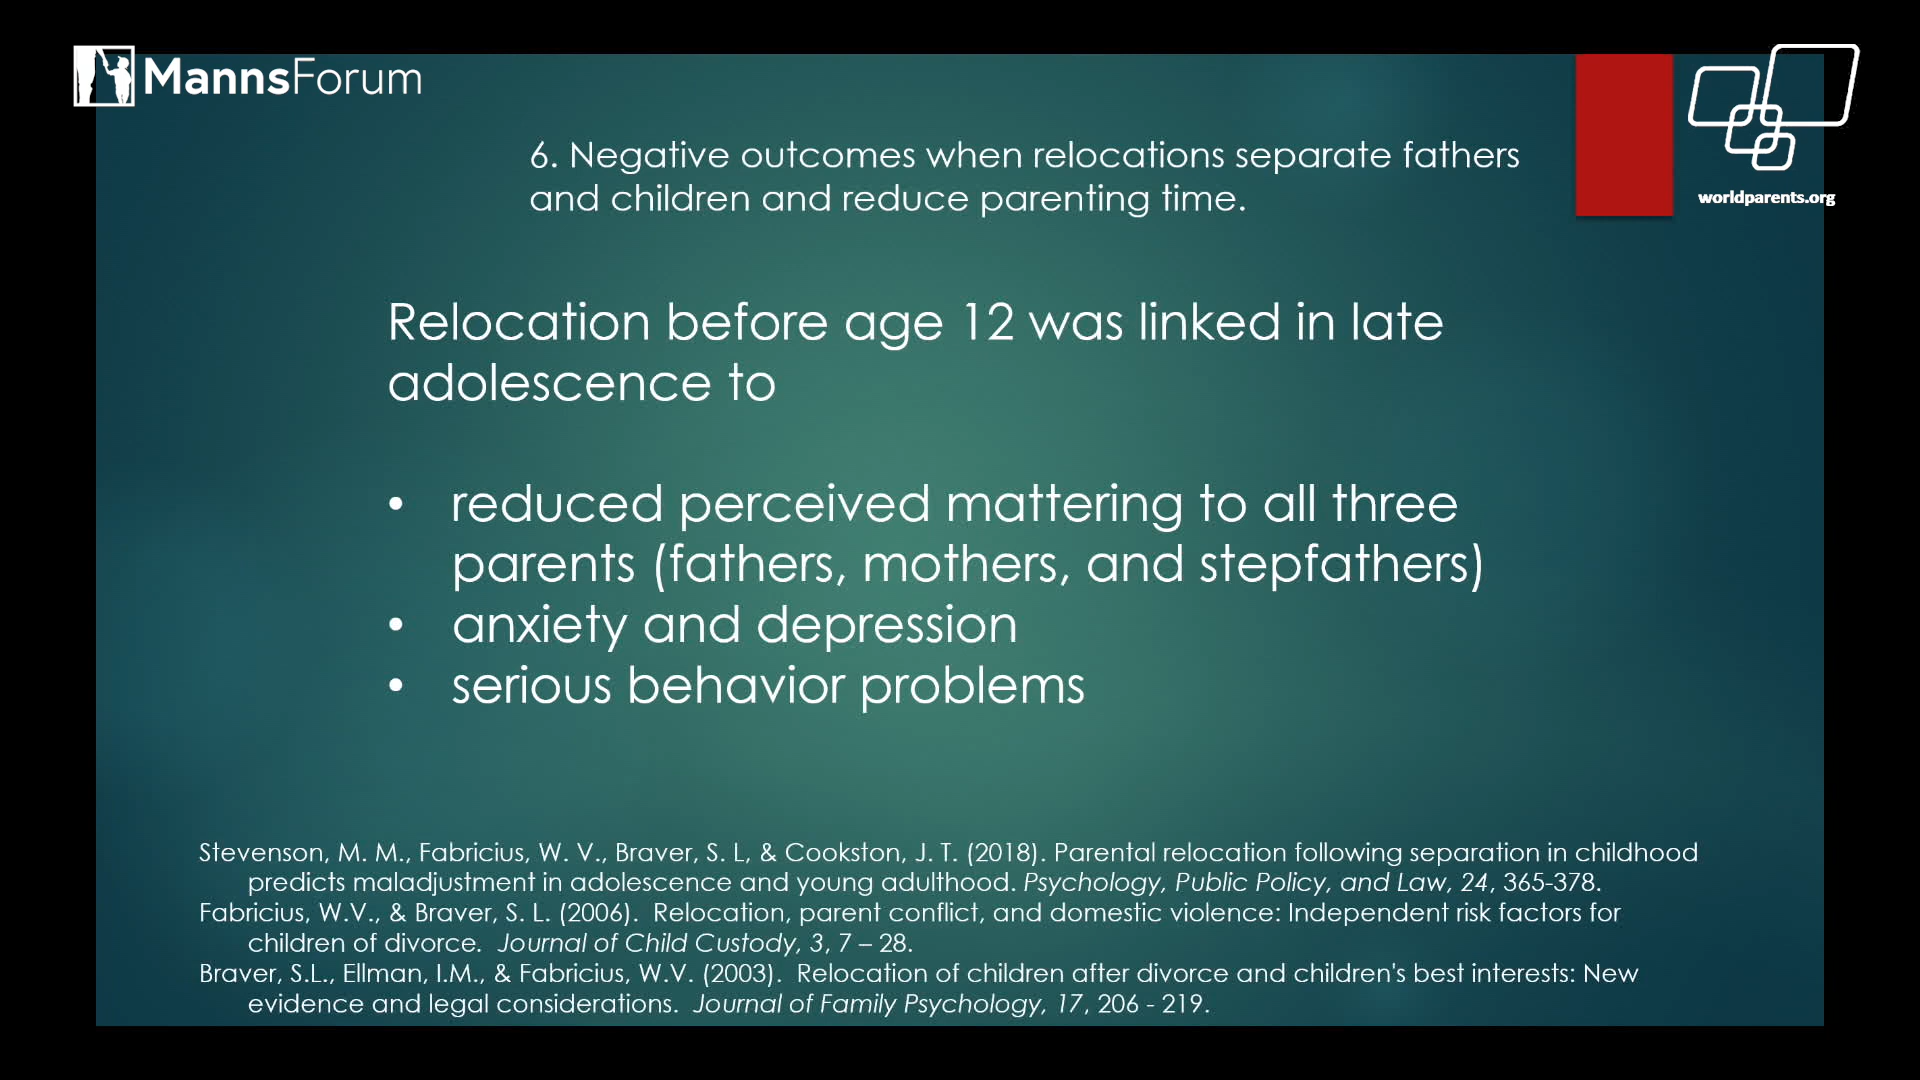 MannsForum
worldparents.org
6. Negative outcomes when relocations separate fathers
and children and reduce parenting time.
Relocation before age 12 was linked in late
adolescence to
• reduced perceived mattering to all three
parents (fathers, mothers, and stepfathers)
• anxiety and depression
• serious behavior problems
Stevenson, M. M., Fabricius, W. V., Braver, S. L, & Cookston, J. T. (2018). Parental relocation following separation in childhood
predicts maladjustment in adolescence and young adulthood. Psychology, Public Policy, and Law, 24, 365-378.
Fabricius, W.V., & Braver, S. L. (2006).  Relocation, parent conflict, and domestic violence: Independent risk factors for
children of divorce.  Journal of Child Custody, 3, 7 – 28.
Braver, S.L., Ellman, I.M., & Fabricius, W.V. (2003).  Relocation of children after divorce and children's best interests: New
evidence and legal considerations.  Journal of Family Psychology, 17, 206 - 219.